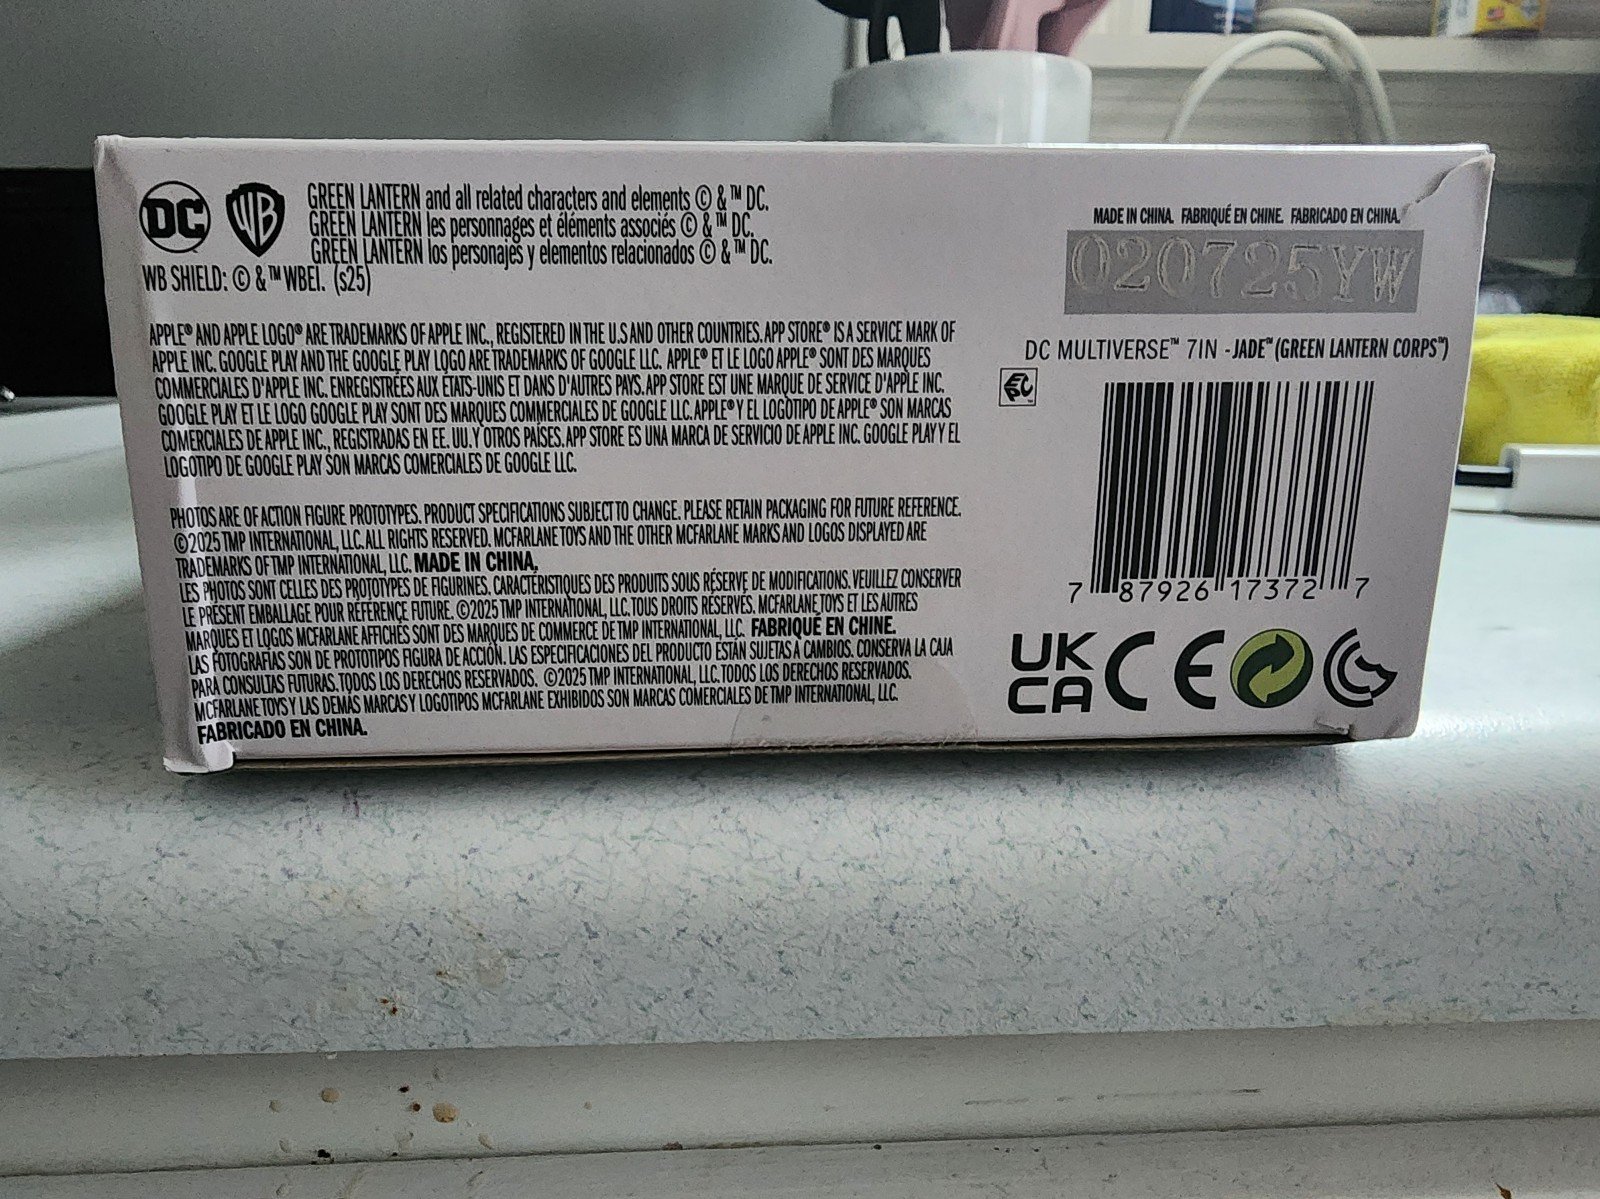 DC
WB
GREEN LANTERN and all related characters and elements © & ™ DC.
GREEN LANTERN les personnages et éléments associés © & ™ DC.
GREEN LANTERN los personajes y elementos relacionados © & ™ DC.
WB SHIELD: © & ™ WBEI. (s25)
APPLE® AND APPLE LOGO® ARE TRADEMARKS OF APPLE INC., REGISTERED IN THE U.S AND OTHER COUNTRIES. APP STORE® IS A SERVICE MARK OF
APPLE INC. GOOGLE PLAY AND THE GOOGLE PLAY LOGO ARE TRADEMARKS OF GOOGLE LLC. APPLE® ET LE LOGO APPLE® SONT DES MARQUES
COMMERCIALES D'APPLE INC. ENREGISTRÉES AUX ÉTATS-UNIS ET DANS D'AUTRES PAYS. APP STORE EST UNE MARQUE DE SERVICE D'APPLE INC.
GOOGLE PLAY ET LE LOGO GOOGLE PLAY SONT DES MARQUES COMMERCIALES DE GOOGLE LLC. APPLE® Y EL LOGOTIPO DE APPLE® SON MARCAS
COMERCIALES DE APPLE INC., REGISTRADAS EN EE. UU. Y OTROS PAÍSES. APP STORE ES UNA MARCA DE SERVICIO DE APPLE INC. GOOGLE PLAY Y EL
LOGOTIPO DE GOOGLE PLAY SON MARCAS COMERCIALES DE GOOGLE LLC.
PHOTOS ARE OF ACTION FIGURE PROTOTYPES. PRODUCT SPECIFICATIONS SUBJECT TO CHANGE. PLEASE RETAIN PACKAGING FOR FUTURE REFERENCE.
©2025 TMP INTERNATIONAL, LLC. ALL RIGHTS RESERVED. MCFARLANE TOYS AND THE OTHER MCFARLANE MARKS AND LOGOS DISPLAYED ARE
TRADEMARKS OF TMP INTERNATIONAL, LLC. MADE IN CHINA.
LES PHOTOS SONT CELLES DES PROTOTYPES DE FIGURINES. CARACTÉRISTIQUES DES PRODUITS SOUS RÉSERVE DE MODIFICATIONS. VEUILLEZ CONSERVER
LE PRÉSENT EMBALLAGE POUR RÉFÉRENCE FUTURE. ©2025 TMP INTERNATIONAL, LLC. TOUS DROITS RÉSERVÉS. MCFARLANE TOYS ET LES AUTRES
MARQUES ET LOGOS MCFARLANE AFFICHÉS SONT DES MARQUES DE COMMERCE DE TMP INTERNATIONAL, LLC. FABRIQUÉ EN CHINE.
LAS FOTOGRAFÍAS SON DE PROTOTIPOS FIGURA DE ACCIÓN. LAS ESPECIFICACIONES DEL PRODUCTO ESTÁN SUJETAS A CAMBIOS. CONSERVA LA CAJA
PARA CONSULTAS FUTURAS. TODOS LOS DERECHOS RESERVADOS. ©2025 TMP INTERNATIONAL, LLC. TODOS LOS DERECHOS RESERVADOS.
MCFARLANE TOYS Y LAS DEMÁS MARCAS Y LOGOTIPOS MCFARLANE EXHIBIDOS SON MARCAS COMERCIALES DE TMP INTERNATIONAL, LLC.
FABRICADO EN CHINA.
MADE IN CHINA. FABRIQUÉ EN CHINE. FABRICADO EN CHINA.
020725YW
DC MULTIVERSE™ 7IN - JADE™ (GREEN LANTERN CORPS™)
7 87926 17372 7
UK
CA CE